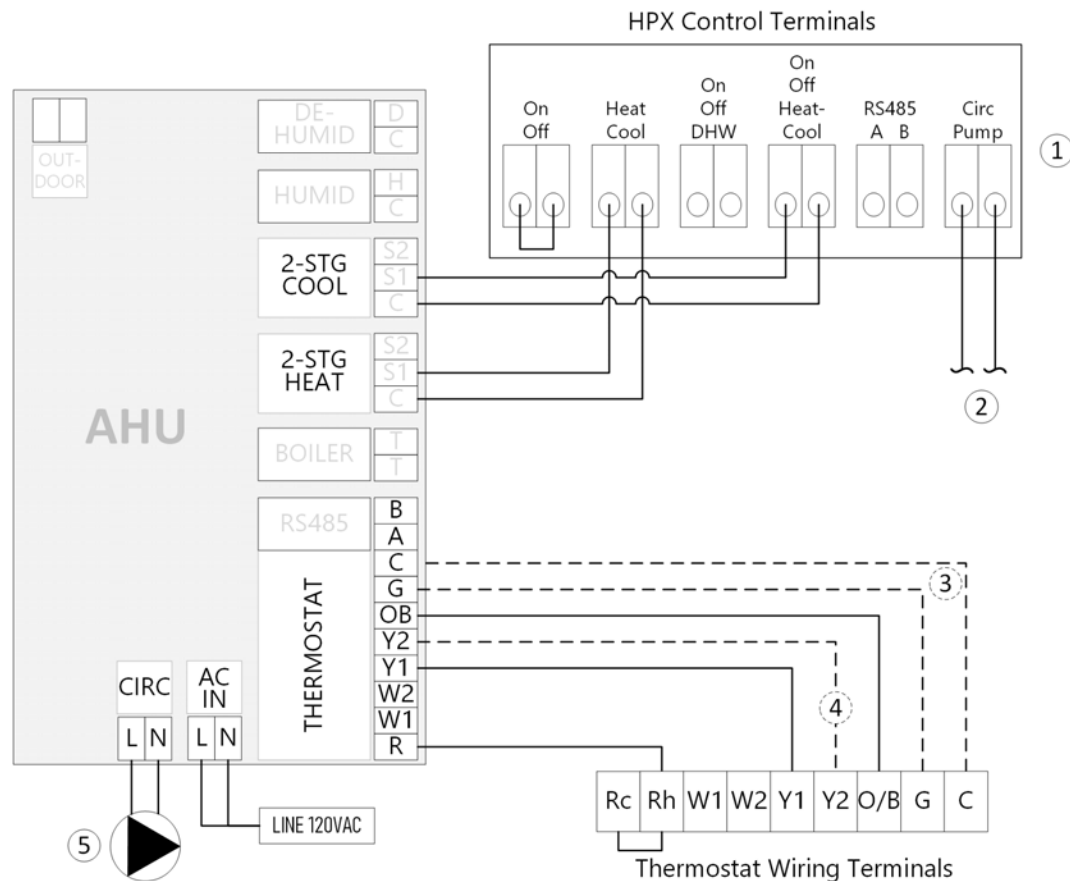 HPX Control Terminals
On
Off
Heat
Cool
On
Off
DHW
On
Off
Heat-
Cool
RS485
A B
Circ
Pump
1
2
OUT-
DOOR
DE-
HUMID
D
C
HUMID
H
C
2-STG
COOL
S2
S1
C
2-STG
HEAT
S2
S1
C
AHU
BOILER
T
T
RS485
B
A
THERMOSTAT
C
G
OB
Y2
Y1
W2
W1
R
3
4
CIRC
L N
AC
IN
L N
5
LINE 120VAC
Rc Rh W1 W2 Y1 Y2 O/B G C
Thermostat Wiring Terminals